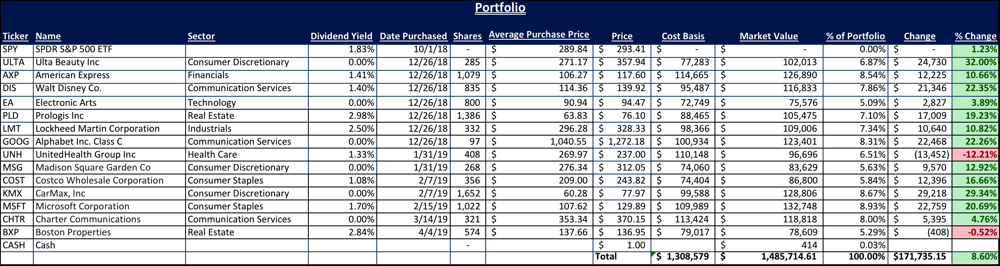 Portfolio
Ticker Name Sector Dividend Yield Date Purchased Shares Average Purchase Price Price Cost Basis Market Value % of Portfolio Change % Change
SPY SPDR S&P 500 ETF 1.83% 10/1/18 - $ 289.84 $ 293.41 $ - $ - 0.00% $ - 1.23%
ULTA Ulta Beauty Inc Consumer Discretionary 0.00% 12/26/18 285 $ 271.17 $ 357.94 $ 77,283 $ 102,013 6.87% $ 24,730 32.00%
AXP American Express Financials 1.41% 12/26/18 1,079 $ 106.27 $ 117.60 $ 114,665 $ 126,890 8.54% $ 12,225 10.66%
DIS Walt Disney Co. Communication Services 1.40% 12/26/18 835 $ 114.36 $ 139.92 $ 95,487 $ 116,833 7.86% $ 21,346 22.35%
EA Electronic Arts Technology 0.00% 12/26/18 800 $ 90.94 $ 94.47 $ 72,749 $ 75,576 5.09% $ 2,827 3.89%
PLD Prologis Inc Real Estate 2.98% 12/26/18 1,386 $ 63.83 $ 76.10 $ 88,465 $ 105,475 7.10% $ 17,009 19.23%
LMT Lockheed Martin Corporation Industrials 2.50% 12/26/18 332 $ 296.28 $ 328.33 $ 98,366 $ 109,006 7.34% $ 10,640 10.82%
GOOG Alphabet Inc. Class C Communication Services 0.00% 12/26/18 97 $ 1,040.55 $ 1,272.18 $ 100,934 $ 123,401 8.31% $ 22,468 22.26%
UNH UnitedHealth Group Inc Health Care 1.33% 1/31/19 408 $ 269.97 $ 237.00 $ 110,148 $ 96,696 6.51% $ (13,452) -12.21%
MSG Madison Square Garden Co Consumer Discretionary 0.00% 1/31/19 268 $ 276.34 $ 312.05 $ 74,060 $ 83,629 5.63% $ 9,570 12.92%
COST Costco Wholesale Corporation Consumer Staples 1.08% 2/7/19 356 $ 209.00 $ 243.82 $ 74,404 $ 86,800 5.84% $ 12,396 16.66%
KMX CarMax, Inc Consumer Discretionary 0.00% 2/7/19 1,652 $ 60.28 $ 77.97 $ 99,588 $ 128,806 8.67% $ 29,218 29.34%
MSFT Microsoft Corporation Consumer Staples 1.70% 2/15/19 1,022 $ 107.62 $ 129.89 $ 109,989 $ 132,748 8.93% $ 22,759 20.69%
CHTR Charter Communications Communication Services 0.00% 3/14/19 321 $ 353.34 $ 370.15 $ 113,424 $ 118,818 8.00% $ 5,395 4.76%
BXP Boston Properties Real Estate 2.84% 4/4/19 574 $ 137.66 $ 136.95 $ 79,017 $ 78,609 5.29% $ (408) -0.52%
CASH Cash - $ 1.00 $ 414 0.03%
Total $ 1,308,579 $ 1,485,714.61 100.00% $171,735.15 8.60%